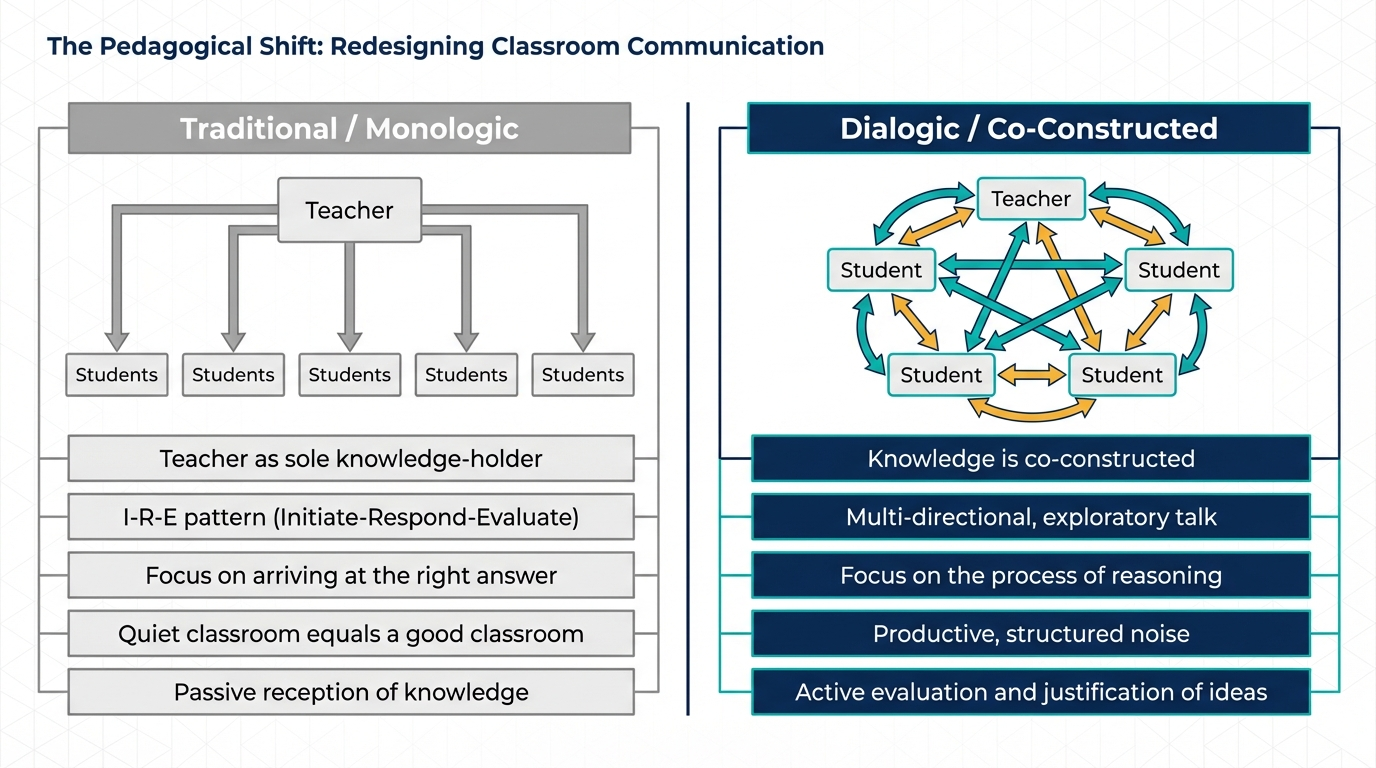 The Pedagogical Shift: Redesigning Classroom Communication
Traditional / Monologic
Teacher
Students
Students
Students
Students
Students
Teacher as sole knowledge-holder
I-R-E pattern (Initiate-Respond-Evaluate)
Focus on arriving at the right answer
Quiet classroom equals a good classroom
Passive reception of knowledge
Dialogic / Co-Constructed
Teacher
Student
Student
Student
Student
Knowledge is co-constructed
Multi-directional, exploratory talk
Focus on the process of reasoning
Productive, structured noise
Active evaluation and justification of ideas